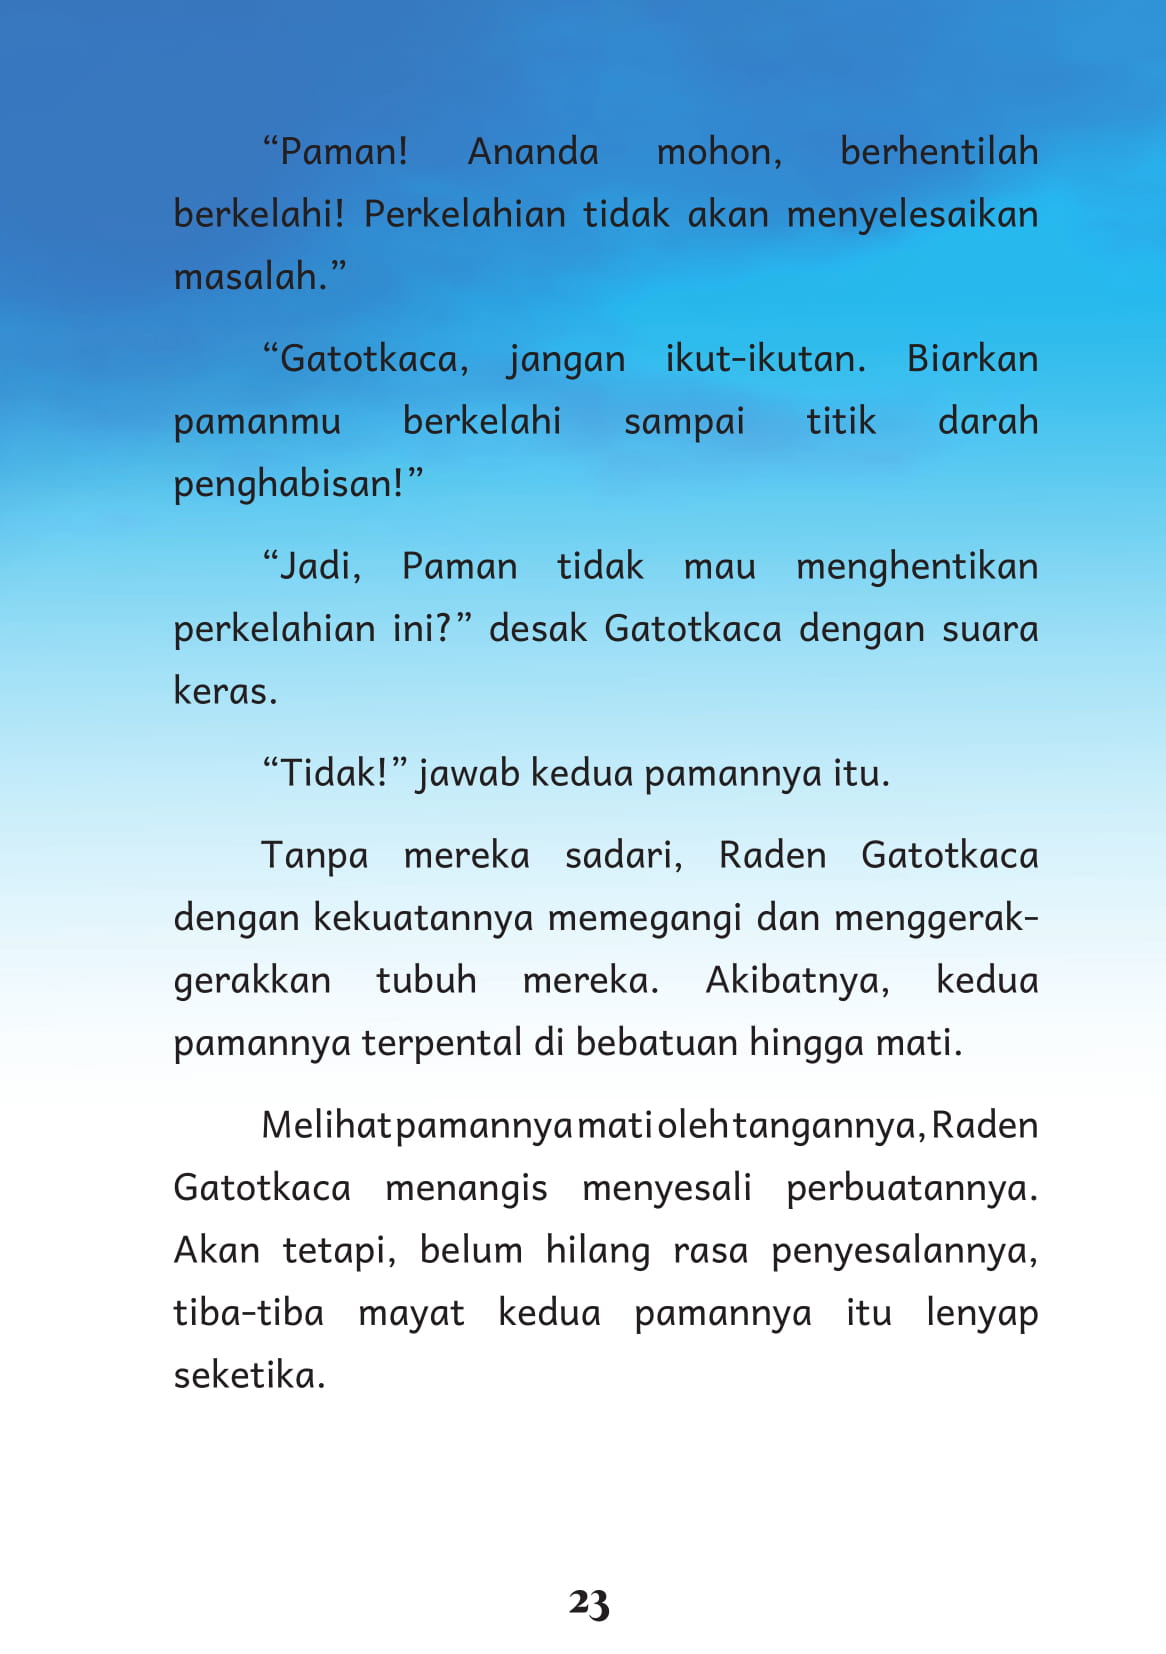 “Paman! Ananda mohon, berhentilah
berkelahi! Perkelahian tidak akan menyelesaikan
masalah.”
“Gatotkaca, jangan ikut-ikutan. Biarkan
pamanmu berkelahi sampai titik darah
penghabisan!”
“Jadi, Paman tidak mau menghentikan
perkelahian ini?” desak Gatotkaca dengan suara
keras.
“Tidak!” jawab kedua pamannya itu.
Tanpa mereka sadari, Raden Gatotkaca
dengan kekuatannya memegangi dan menggerak-
gerakkan tubuh mereka. Akibatnya, kedua
pamannya terpental di bebatuan hingga mati.
Melihat pamannya mati oleh tangannya, Raden
Gatotkaca menangis menyesali perbuatannya.
Akan tetapi, belum hilang rasa penyesalannya,
tiba-tiba mayat kedua pamannya itu lenyap
seketika.
23